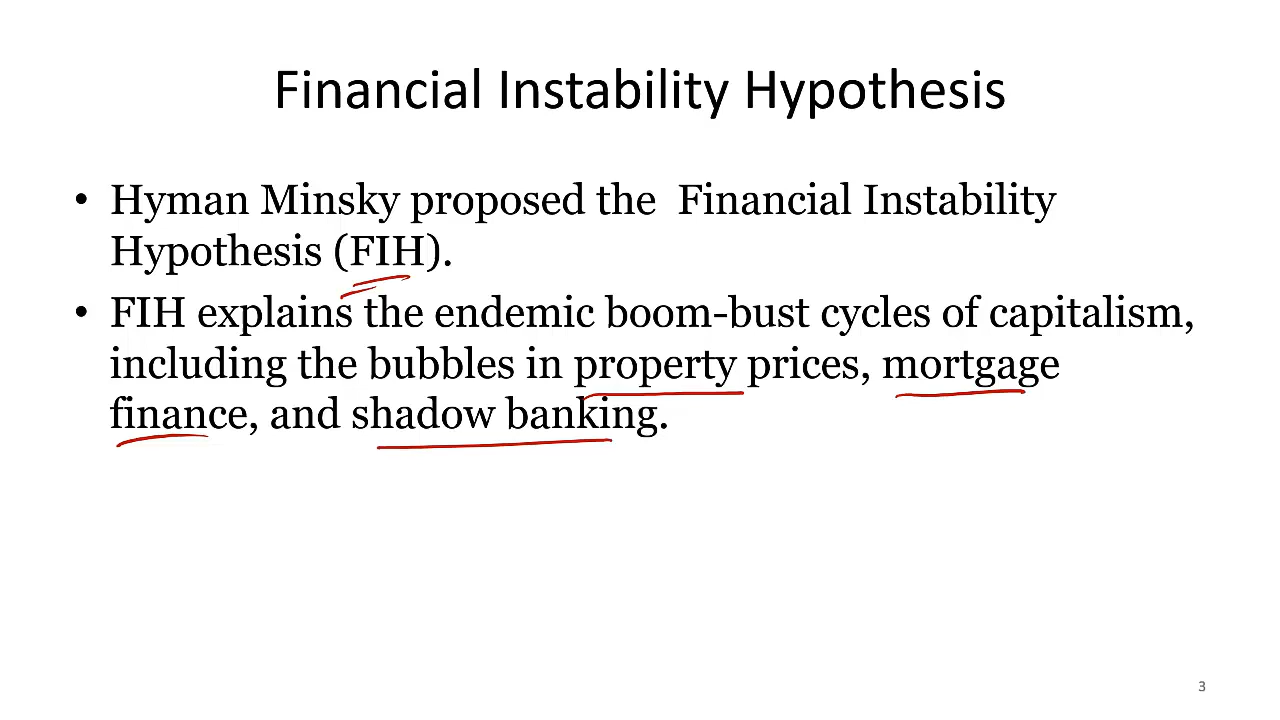 Financial Instability Hypothesis
• Hyman Minsky proposed the  Financial Instability
Hypothesis (FIH).
• FIH explains the endemic boom-bust cycles of capitalism,
including the bubbles in property prices, mortgage
finance, and shadow banking.
3